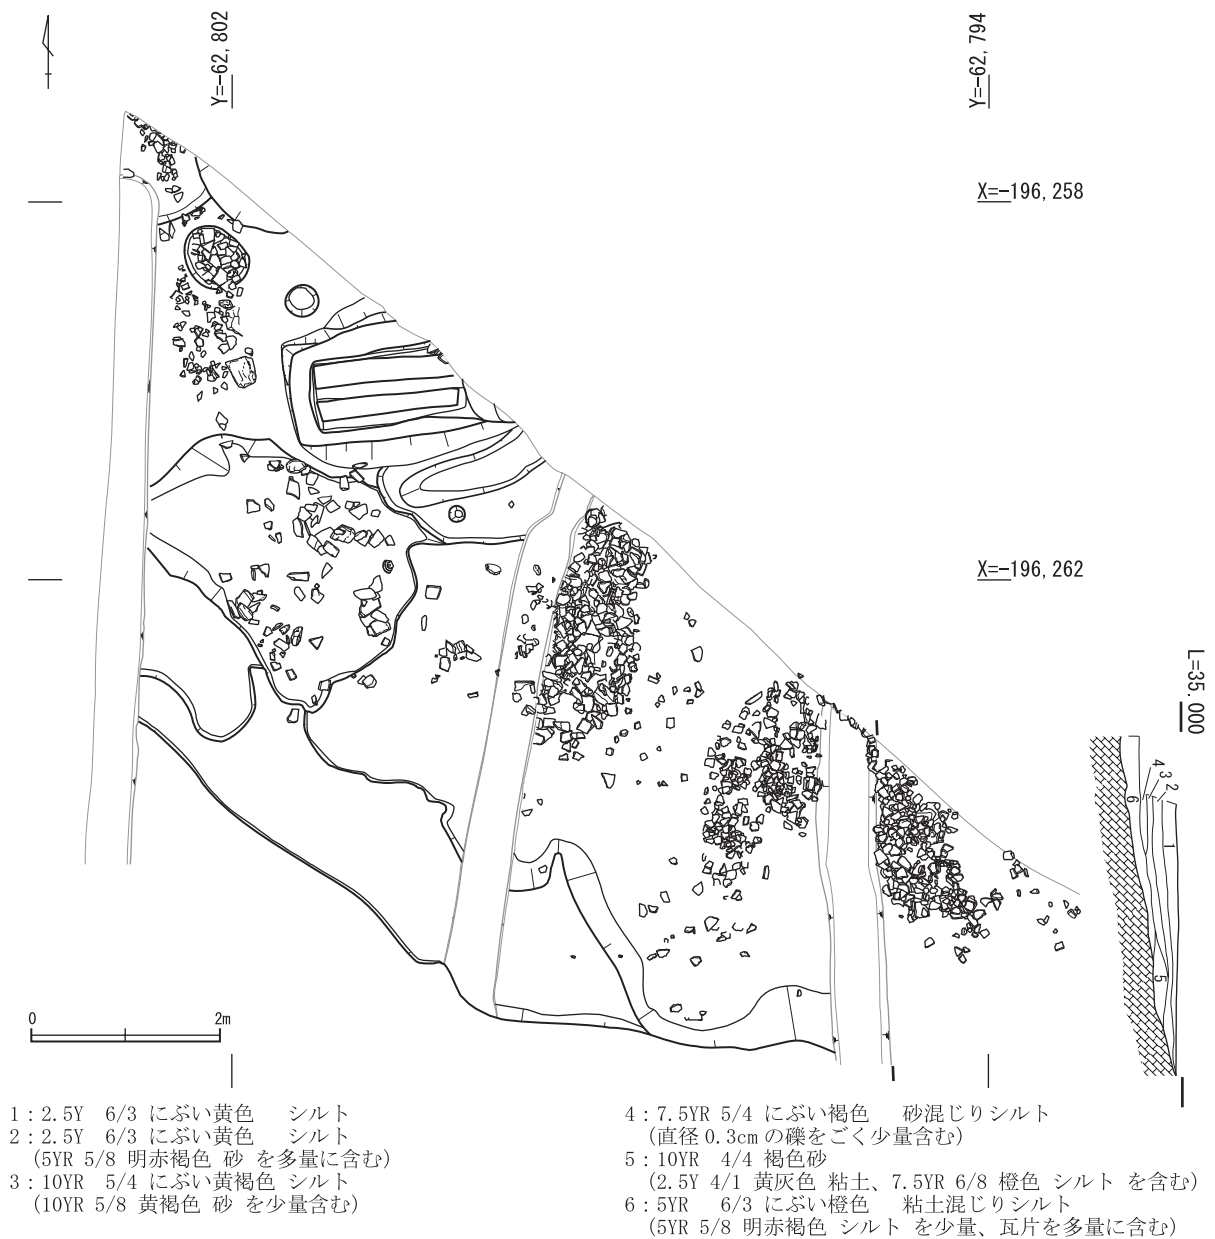 Y=-62,802
Y=-62,794
X=-196,258
X=-196,262
L=35.000
4
3
2
6
1
5
0 2m
1:2.5Y 6/3 にぶい黄色 シルト
2:2.5Y 6/3 にぶい黄色 シルト
(5YR 5/8 明赤褐色 砂 を多量に含む)
3:10YR 5/4 にぶい黄褐色 シルト
(10YR 5/8 黄褐色 砂 を少量含む)
4:7.5YR 5/4 にぶい褐色 砂混じりシルト
(直径 0.3cm の礫をごく少量含む)
5:10YR 4/4 褐色砂
(2.5Y 4/1 黄灰色 粘土、7.5YR 6/8 橙色 シルト を含む)
6:5YR 6/3 にぶい橙色 粘土混じりシルト
(5YR 5/8 明赤褐色 シルト を少量、瓦片を多量に含む)